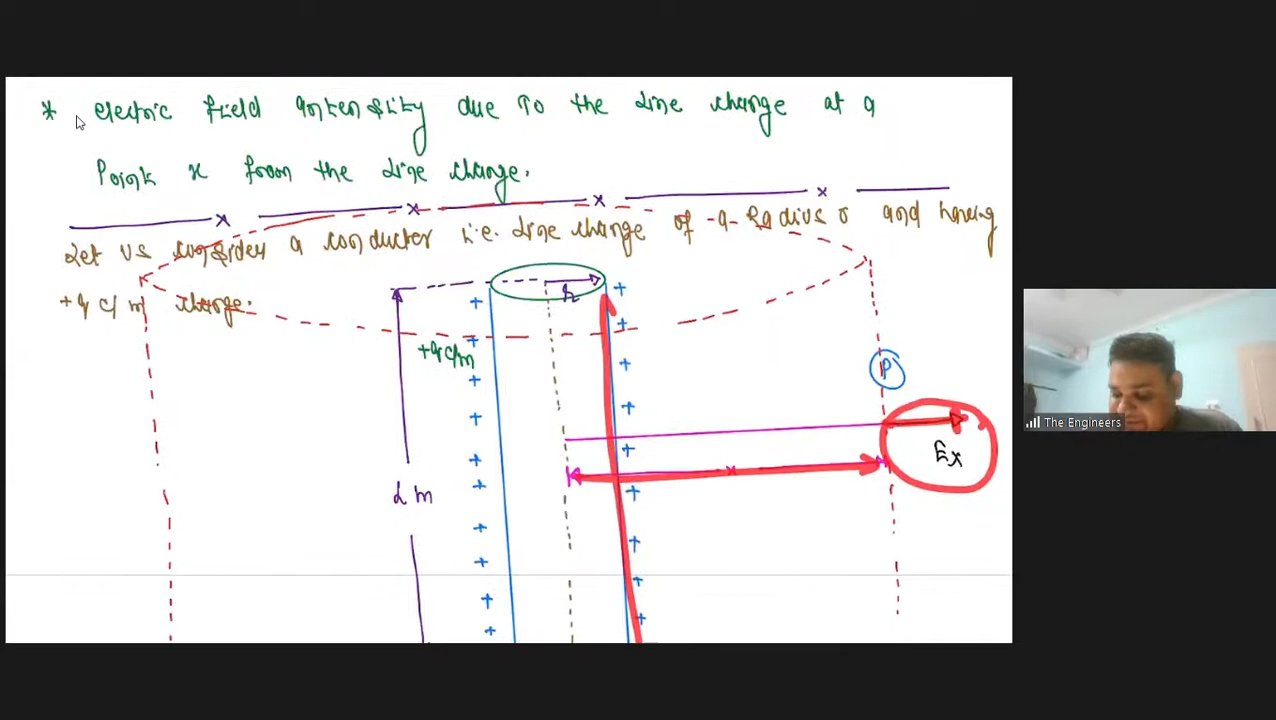 * electric field intensity due To the Line charge at a
Point x from the Line charge.
Let us consider a conductor i.e. Line charge of a Radius r and having
+q c/m charge.
r
+q c/m
P
Ex
x
L m
The Engineers